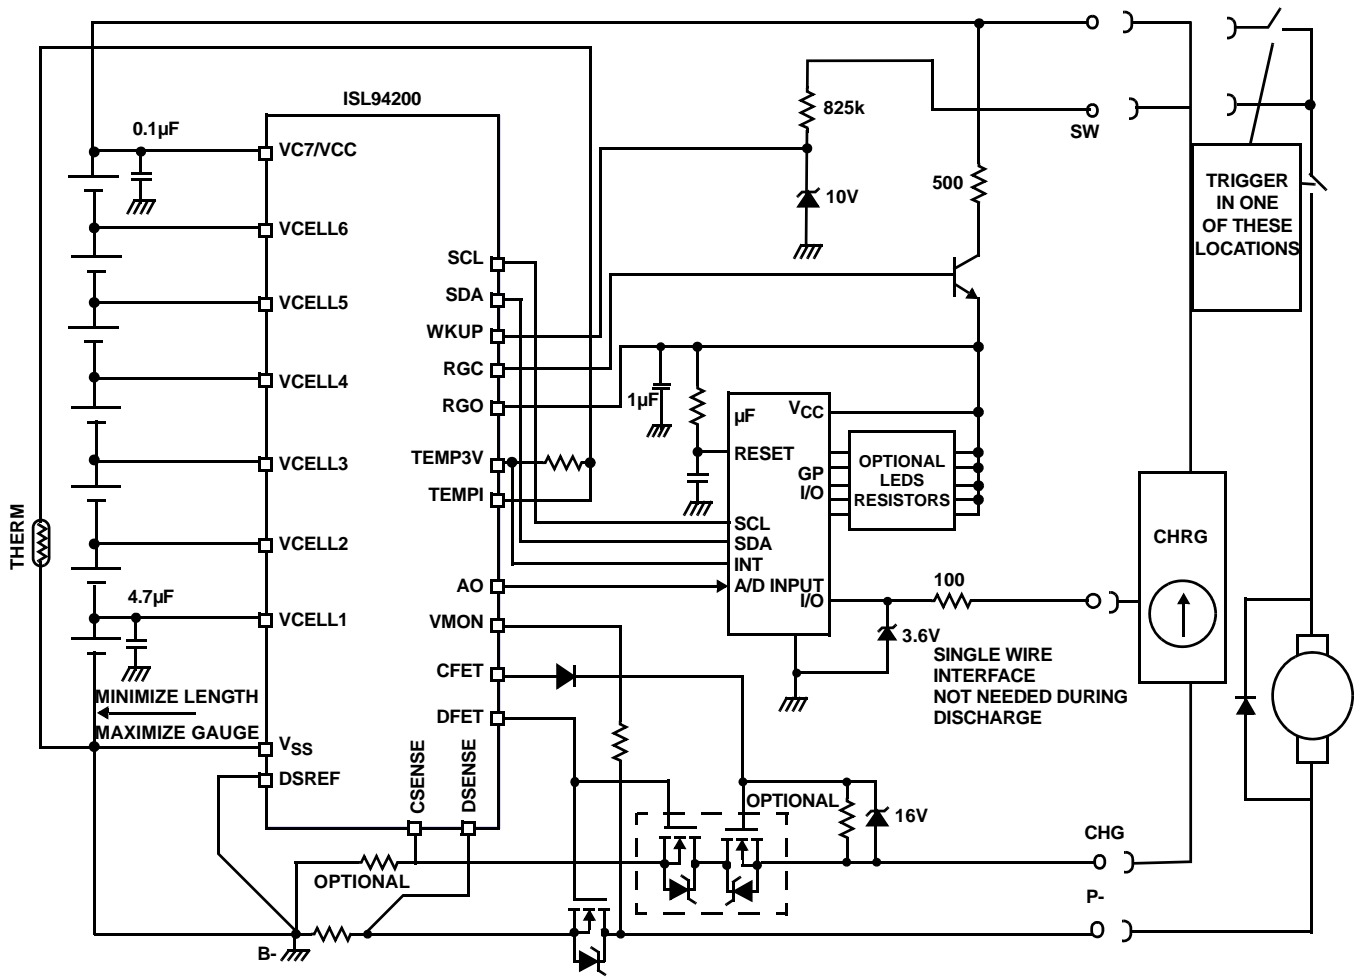 ISL94200
0.1µF
VC7/VCC
VCELL6
VCELL5
VCELL4
VCELL3
VCELL2
4.7µF
VCELL1
MINIMIZE LENGTH
MAXIMIZE GAUGE
VSS
DSREF
THERM
SCL
SDA
WKUP
RGC
RGO
TEMP3V
TEMPI
AO
VMON
CFET
DFET
CSENSE
DSENSE
825k
10V
500
SW
TRIGGER
IN ONE
OF THESE
LOCATIONS
1µF
µF
VCC
RESET
GP
I/O
SCL
SDA
INT
A/D INPUT
I/O
OPTIONAL
LEDS
RESISTORS
100
3.6V
SINGLE WIRE
INTERFACE
NOT NEEDED DURING
DISCHARGE
CHRG
OPTIONAL
16V
CHG
P-
OPTIONAL
B-